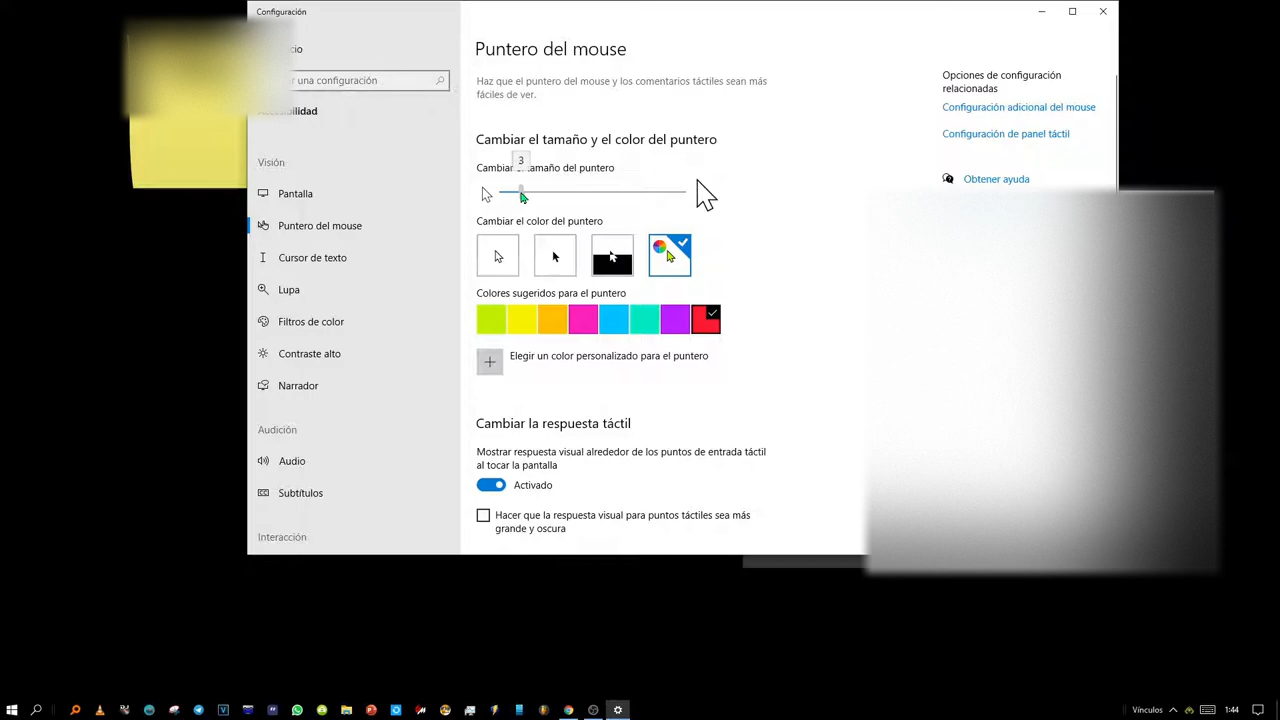 Configuración
una configuración
Accesibilidad
Visión
Pantalla
Puntero del mouse
Cursor de texto
Lupa
Filtros de color
Contraste alto
Narrador
Audición
Audio
Subtítulos
Interacción
Puntero del mouse
Haz que el puntero del mouse y los comentarios táctiles sean más
fáciles de ver.
Cambiar el tamaño y el color del puntero
3
Cambiar el tamaño del puntero
Cambiar el color del puntero
Colores sugeridos para el puntero
Elegir un color personalizado para el puntero
Cambiar la respuesta táctil
Mostrar respuesta visual alrededor de los puntos de entrada táctil
al tocar la pantalla
Activado
Hacer que la respuesta visual para puntos táctiles sea más
grande y oscura
Opciones de configuración
relacionadas
Configuración adicional del mouse
Configuración de panel táctil
Obtener ayuda
Vínculos
1:44